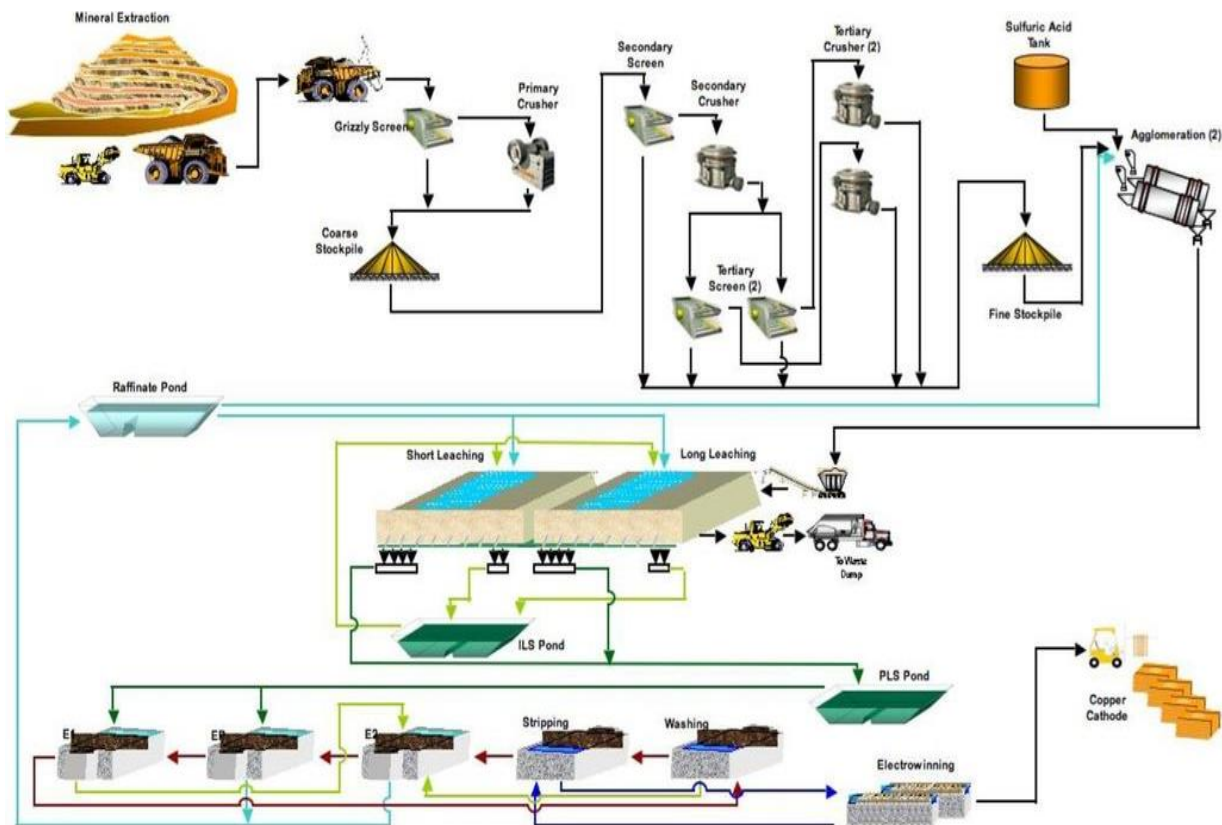 Mineral Extraction
Grizzly Screen
Primary
Crusher
Coarse
Stockpile
Secondary
Screen
Secondary
Crusher
Tertiary
Crusher (2)
Tertiary
Screen (2)
Sulfuric Acid
Tank
Agglomeration (2)
Fine Stockpile
Raffinate Pond
Short Leaching
Long Leaching
To Waste
Dump
ILS Pond
PLS Pond
E1
E2
Stripping
Washing
Electrowinning
Copper
Cathode